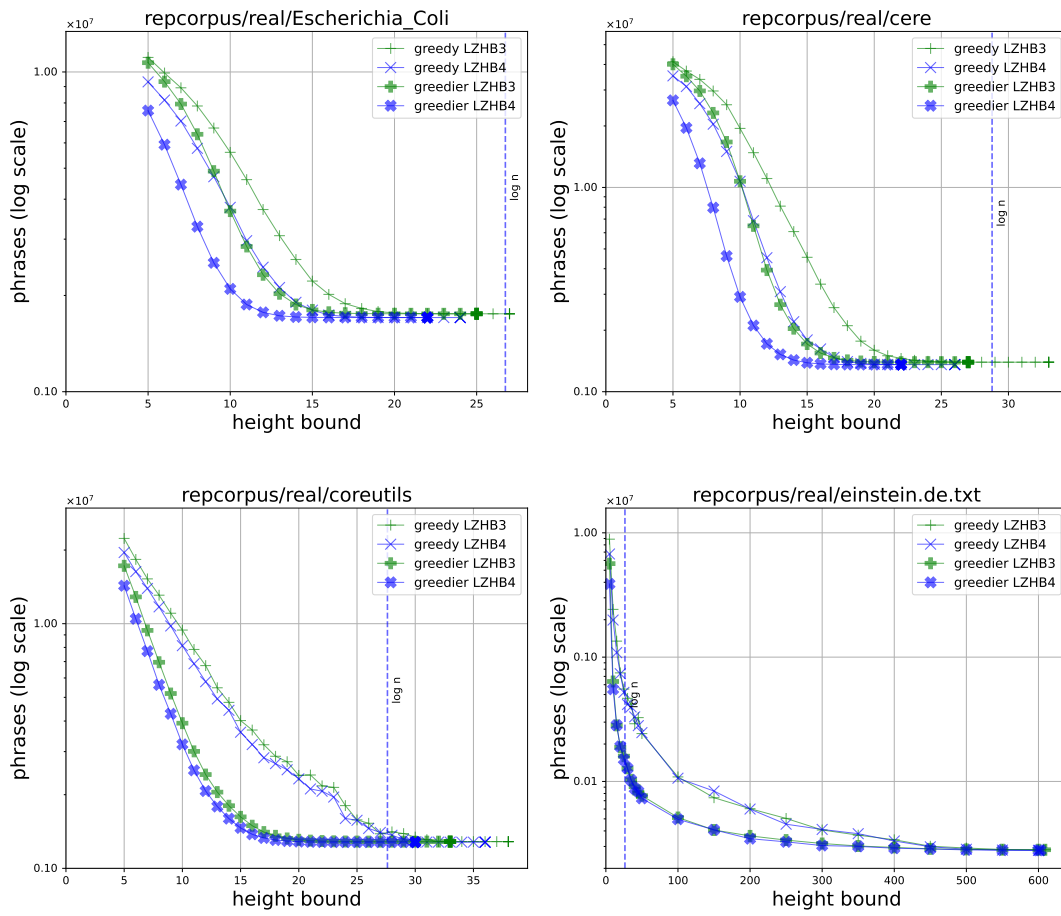 repcorpus/real/Escherichia_Coli
×10⁷
phrases (log scale)
1.00
0.10
greedy LZHB3
greedy LZHB4
greedier LZHB3
greedier LZHB4
log n
0 5 10 15 20 25
height bound
repcorpus/real/cere
×10⁷
phrases (log scale)
1.00
0.10
greedy LZHB3
greedy LZHB4
greedier LZHB3
greedier LZHB4
log n
0 5 10 15 20 25 30
height bound
repcorpus/real/coreutils
×10⁷
phrases (log scale)
1.00
0.10
greedy LZHB3
greedy LZHB4
greedier LZHB3
greedier LZHB4
log n
0 5 10 15 20 25 30 35
height bound
repcorpus/real/einstein.de.txt
×10⁷
phrases (log scale)
1.00
0.10
0.01
greedy LZHB3
greedy LZHB4
greedier LZHB3
greedier LZHB4
log n
0 100 200 300 400 500 600
height bound